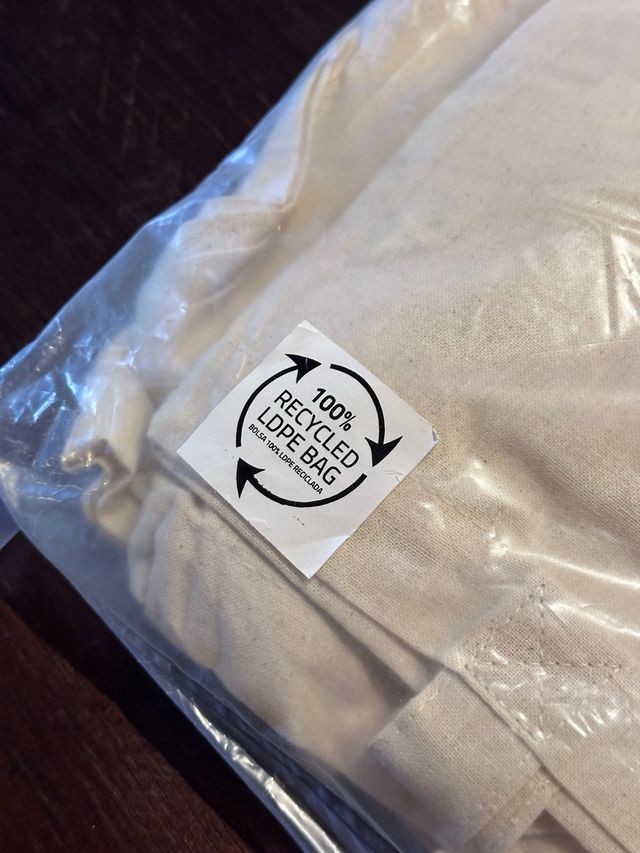 100%
RECYCLED
LDPE BAG
BOLSA 100% LDPE RECICLADA